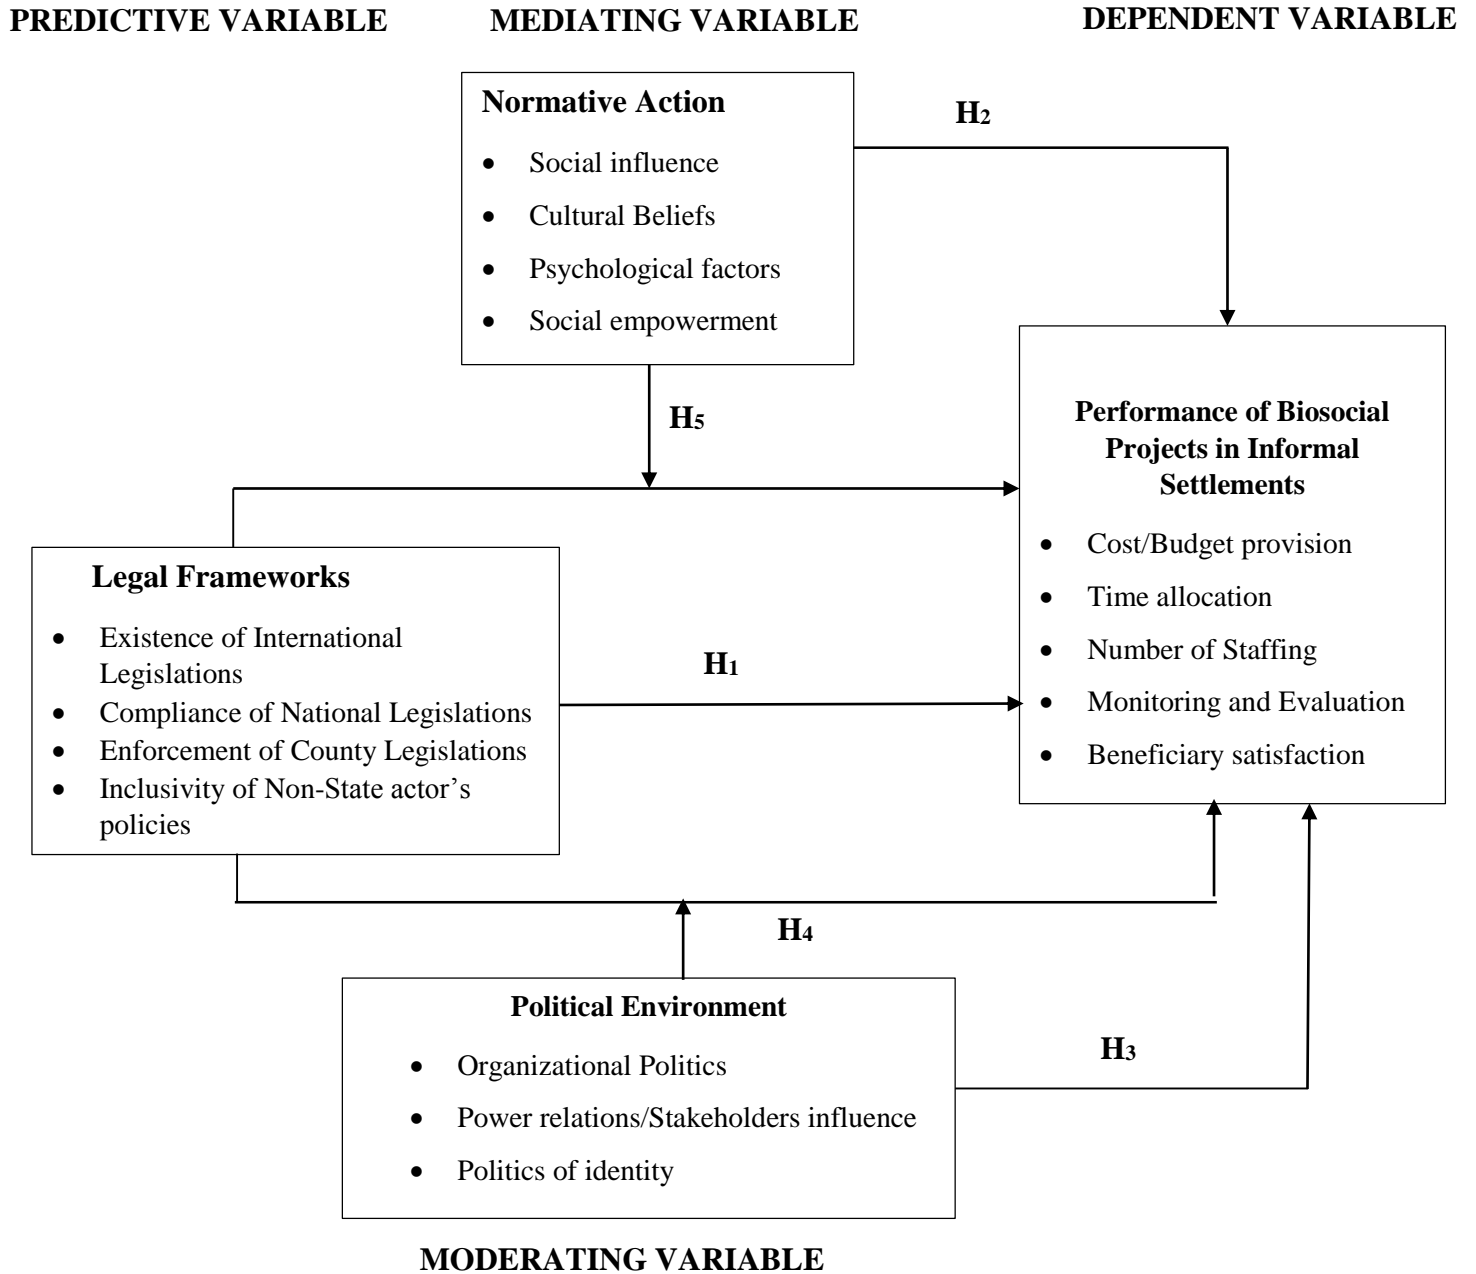 PREDICTIVE VARIABLE
MEDIATING VARIABLE
DEPENDENT VARIABLE
Normative Action
• Social influence
• Cultural Beliefs
• Psychological factors
• Social empowerment
H2
H5
Performance of Biosocial
Projects in Informal
Settlements
• Cost/Budget provision
• Time allocation
• Number of Staffing
• Monitoring and Evaluation
• Beneficiary satisfaction
Legal Frameworks
• Existence of International
Legislations
• Compliance of National Legislations
• Enforcement of County Legislations
• Inclusivity of Non-State actor’s
policies
H1
H4
Political Environment
• Organizational Politics
• Power relations/Stakeholders influence
• Politics of identity
H3
MODERATING VARIABLE